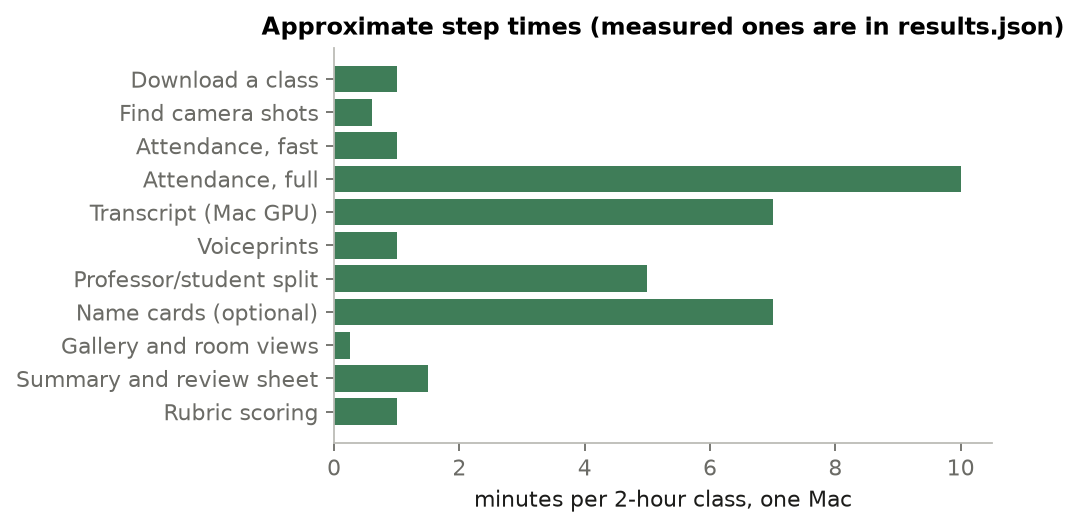 Approximate step times (measured ones are in results.json)
Download a class
Find camera shots
Attendance, fast
Attendance, full
Transcript (Mac GPU)
Voiceprints
Professor/student split
Name cards (optional)
Gallery and room views
Summary and review sheet
Rubric scoring
0 2 4 6 8 10
minutes per 2-hour class, one Mac